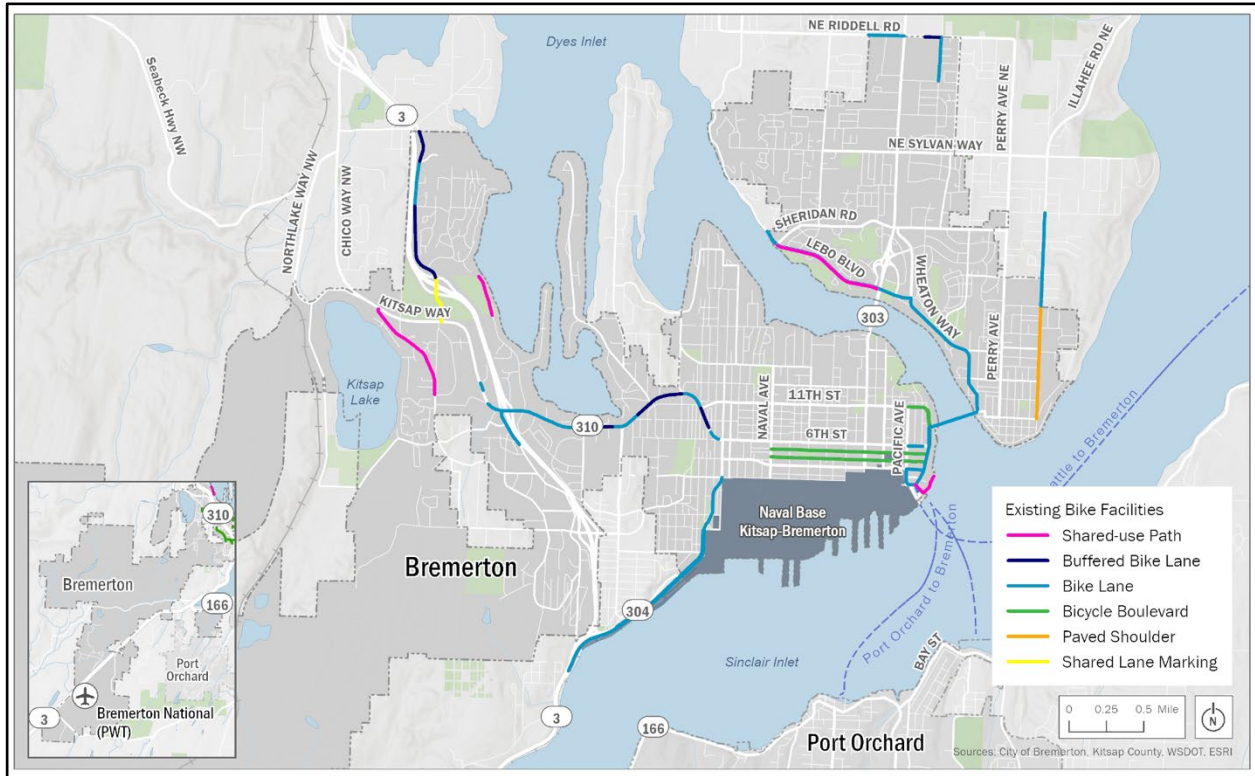 NE RIDDELL RD
Dyes Inlet
Seabeck Hwy NW
3
NORTHLAKE WAY NW
CHICO WAY NW
PERRY AVE NE
ILLAHEE RD NE
NE SYLVAN WAY
SHERIDAN RD
LEBO BLVD
WHEATON WAY
KITSAP WAY
303
PERRY AVE
Kitsap
Lake
NAVAL AVE
11TH ST
PACIFIC AVE
310
6TH ST
Seattle to Bremerton
Naval Base
Kitsap-Bremerton
Bremerton
304
Port Orchard to Bremerton
Sinclair Inlet
BAY ST
3
166
Port Orchard
310
Bremerton
166
Port
Orchard
3
Bremerton National
(PWT)
Existing Bike Facilities
Shared-use Path
Buffered Bike Lane
Bike Lane
Bicycle Boulevard
Paved Shoulder
Shared Lane Marking
0 0.25 0.5 Mile
N
Sources: City of Bremerton, Kitsap County, WSDOT, ESRI